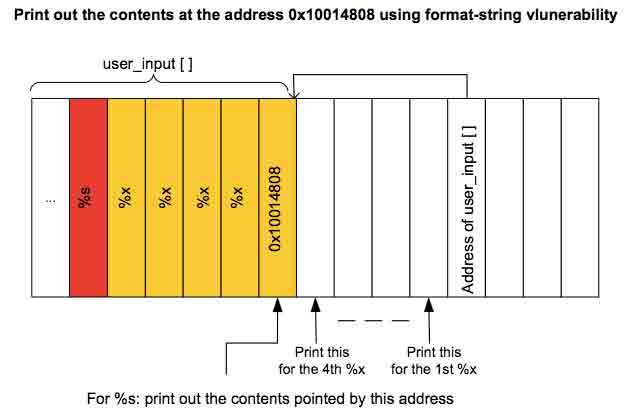 Print out the contents at the address 0x10014808 using format-string vlunerability
user_input [ ]
...
%s
%x
%x
%x
%x
0x10014808
Address of user_input [ ]
Print this
for the 4th %x
Print this
for the 1st %x
For %s: print out the contents pointed by this address